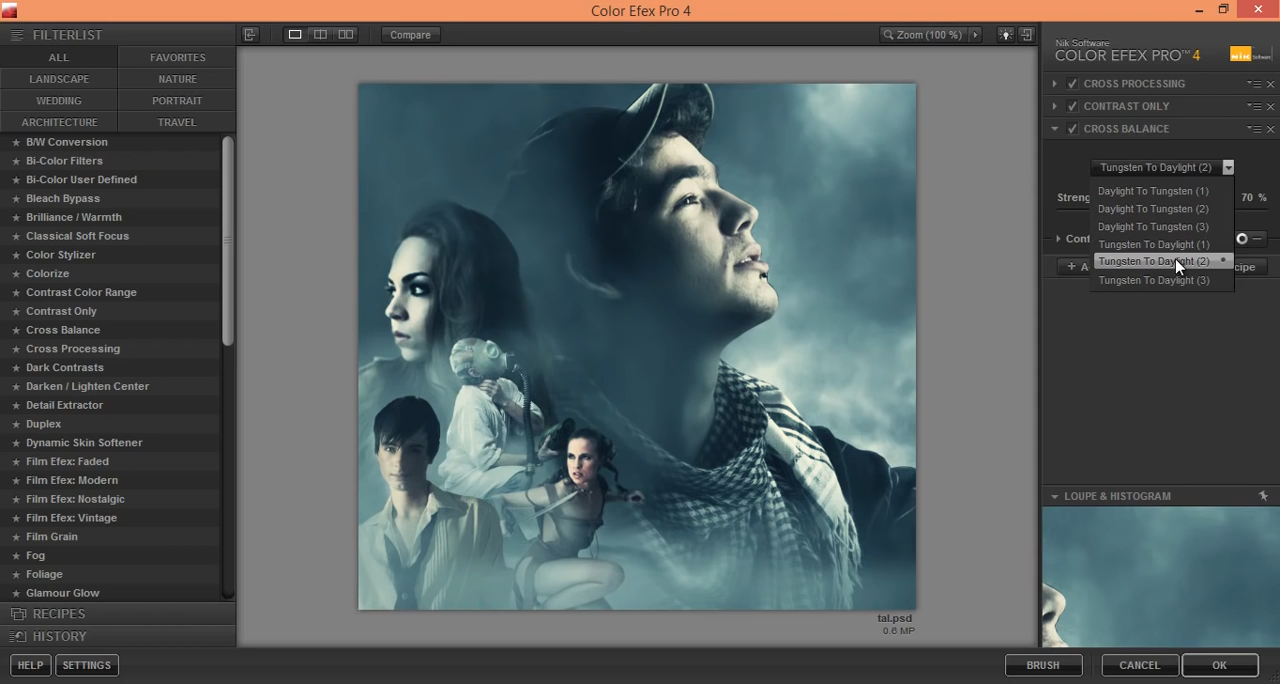 Color Efex Pro 4
FILTERLIST
ALL
FAVORITES
LANDSCAPE
NATURE
WEDDING
PORTRAIT
ARCHITECTURE
TRAVEL
B/W Conversion
Bi-Color Filters
Bi-Color User Defined
Bleach Bypass
Brilliance / Warmth
Classical Soft Focus
Color Stylizer
Colorize
Contrast Color Range
Contrast Only
Cross Balance
Cross Processing
Dark Contrasts
Darken / Lighten Center
Detail Extractor
Duplex
Dynamic Skin Softener
Film Efex: Faded
Film Efex: Modern
Film Efex: Nostalgic
Film Efex: Vintage
Film Grain
Fog
Foliage
Glamour Glow
RECIPES
HISTORY
HELP
SETTINGS
Compare
Zoom (100 %)
tal.psd
0.6 MP
Nik Software
COLOR EFEX PRO™ 4
Nik Software
CROSS PROCESSING
CONTRAST ONLY
CROSS BALANCE
Tungsten To Daylight (2)
Daylight To Tungsten (1)
Streng
70 %
Daylight To Tungsten (2)
Daylight To Tungsten (3)
Cont
Tungsten To Daylight (1)
Tungsten To Daylight (2)
+ A
cipe
Tungsten To Daylight (3)
LOUPE & HISTOGRAM
BRUSH
CANCEL
OK